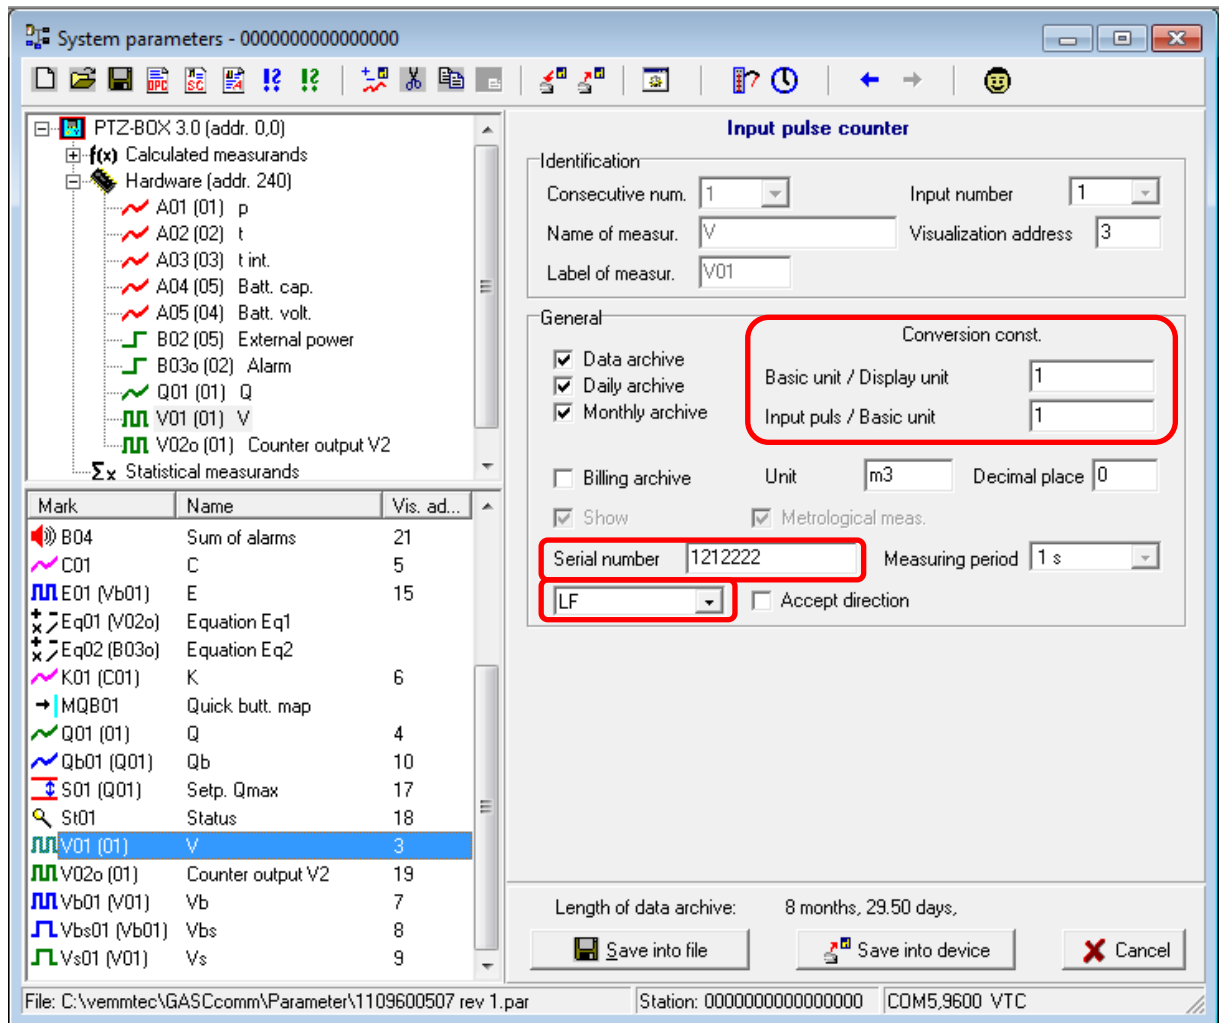 System parameters - 0000000000000000
PTZ-BOX 3.0 (addr. 0,0)
f(x) Calculated measurands
Hardware (addr. 240)
A01 (01) p
A02 (02) t
A03 (03) t int.
A04 (05) Batt. cap.
A05 (04) Batt. volt.
B02 (05) External power
B03o (02) Alarm
Q01 (01) Q
V01 (01) V
V02o (01) Counter output V2
Σx Statistical measurands
Mark Name Vis. ad...
B04 Sum of alarms 21
C01 C 5
E01 (Vb01) E 15
Eq01 (V02o) Equation Eq1
Eq02 (B03o) Equation Eq2
K01 (C01) K 6
MQB01 Quick butt. map
Q01 (01) Q 4
Qb01 (Q01) Qb 10
S01 (Q01) Setp. Qmax 17
St01 Status 18
V01 (01) V 3
V02o (01) Counter output V2 19
Vb01 (V01) Vb 7
Vbs01 (Vb01) Vbs 8
Vs01 (V01) Vs 9
Input pulse counter
Identification
Consecutive num. 1 Input number 1
Name of measur. V Visualization address 3
Label of measur. V01
General
Conversion const.
Data archive
Daily archive
Monthly archive
Basic unit / Display unit 1
Input puls / Basic unit 1
Billing archive Unit m3 Decimal place 0
Show Metrological meas.
Serial number 1212222 Measuring period 1 s
LF Accept direction
Length of data archive: 8 months, 29.50 days,
Save into file Save into device Cancel
File: C:\vemmtec\GASCcomm\Parameter\1109600507 rev 1.par Station: 0000000000000000 COM5,9600 VTC